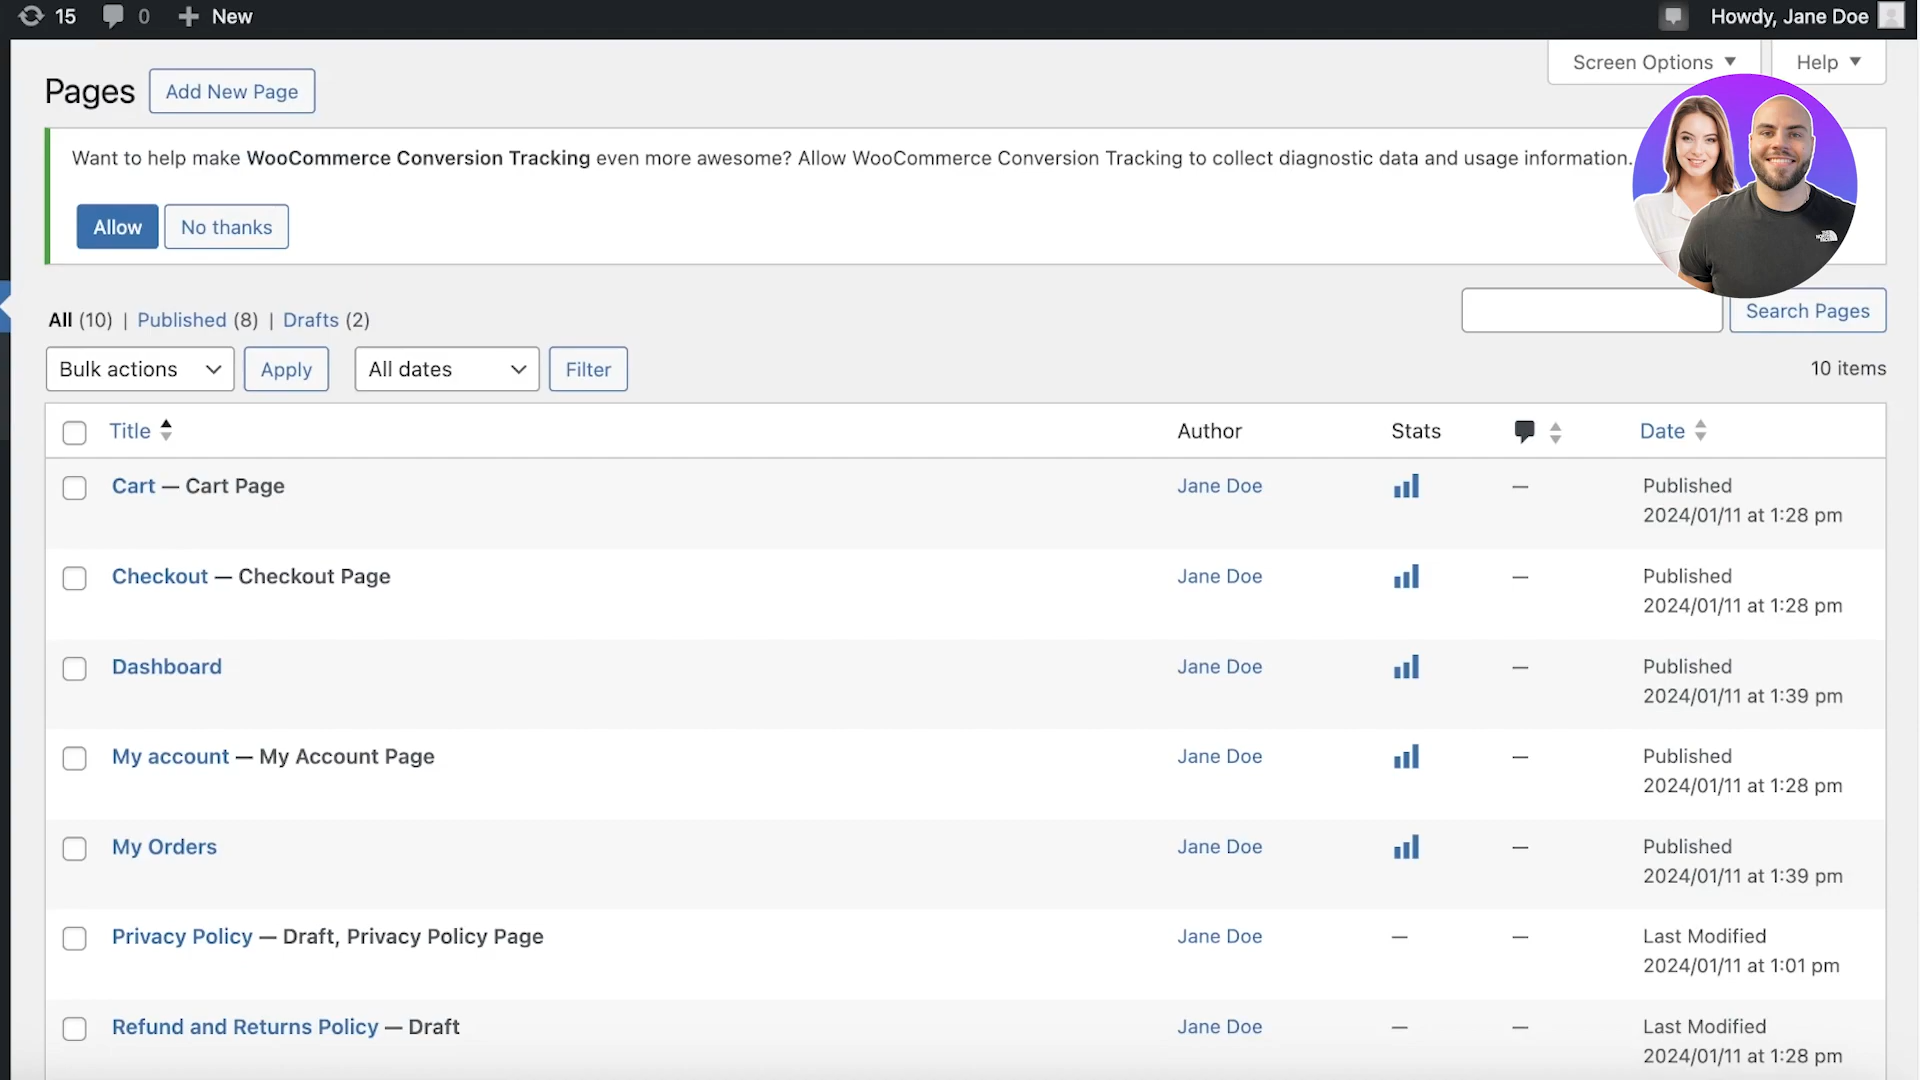 15 0 New Howdy, Jane Doe
Screen Options Help
Pages Add New Page
Want to help make WooCommerce Conversion Tracking even more awesome? Allow WooCommerce Conversion Tracking to collect diagnostic data and usage information.
Allow No thanks
All (10) | Published (8) | Drafts (2)
Search Pages
Bulk actions Apply All dates Filter 10 items
Title Author Stats Date
Cart — Cart Page Jane Doe — Published
2024/01/11 at 1:28 pm
Checkout — Checkout Page Jane Doe — Published
2024/01/11 at 1:28 pm
Dashboard Jane Doe — Published
2024/01/11 at 1:39 pm
My account — My Account Page Jane Doe — Published
2024/01/11 at 1:28 pm
My Orders Jane Doe — Published
2024/01/11 at 1:39 pm
Privacy Policy — Draft, Privacy Policy Page Jane Doe — — Last Modified
2024/01/11 at 1:01 pm
Refund and Returns Policy — Draft Jane Doe — — Last Modified
2024/01/11 at 1:28 pm